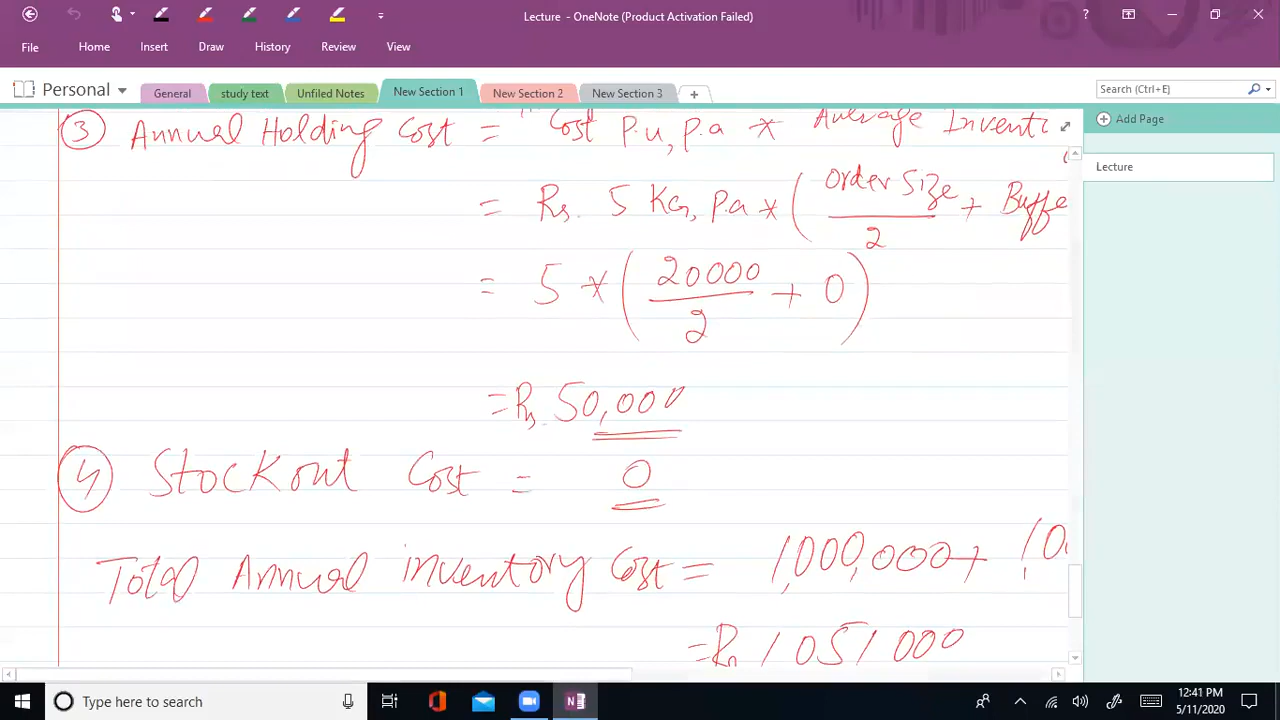 Lecture - OneNote (Product Activation Failed)
File Home Insert Draw History Review View
Personal General study text Unfiled Notes New Section 1 New Section 2 New Section 3 Search (Ctrl+E)
Add Page
Lecture
③ Annual Holding Cost = " Cost p.u, p.a * Average Inventi
= Rs. 5 KG, p.a * ( Order Size / 2 + Buffe
= 5 * ( 20000 / 2 + 0 )
= Rs. 50,000
④ Stockout Cost = 0
Total Annual inventory Cost = 1,000,000 + 1,00
= Rs 1051000
Type here to search
12:41 PM
5/11/2020